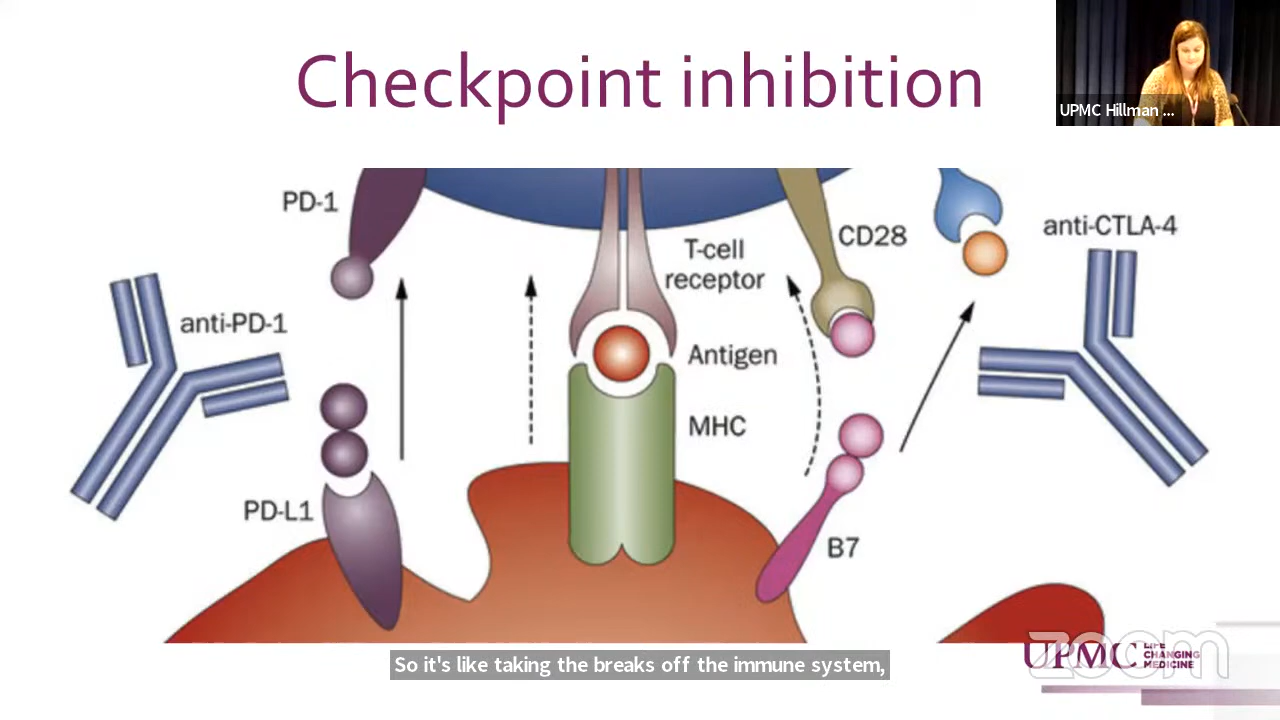 Checkpoint inhibition
UPMC Hillman ...
PD-1
CD28
anti-CTLA-4
T-cell
receptor
anti-PD-1
Antigen
MHC
PD-L1
B7
zoom
UPMC LIFE
CHANGING
MEDICINE
So it's like taking the breaks off the immune system,